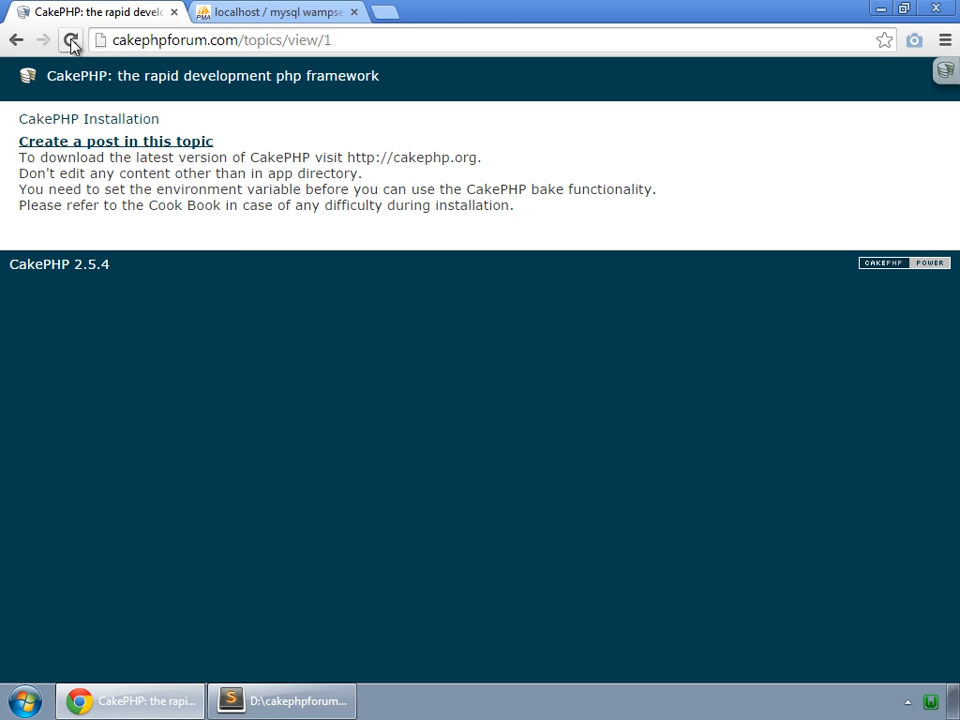 CakePHP: the rapid develo
localhost / mysql wampse
cakephpforum.com/topics/view/1
CakePHP: the rapid development php framework
CakePHP Installation
Create a post in this topic
To download the latest version of CakePHP visit http://cakephp.org.
Don't edit any content other than in app directory.
You need to set the environment variable before you can use the CakePHP bake functionality.
Please refer to the Cook Book in case of any difficulty during installation.
CakePHP 2.5.4
CAKEPHP POWER
CakePHP: the rapi...
D:\cakephpforum...